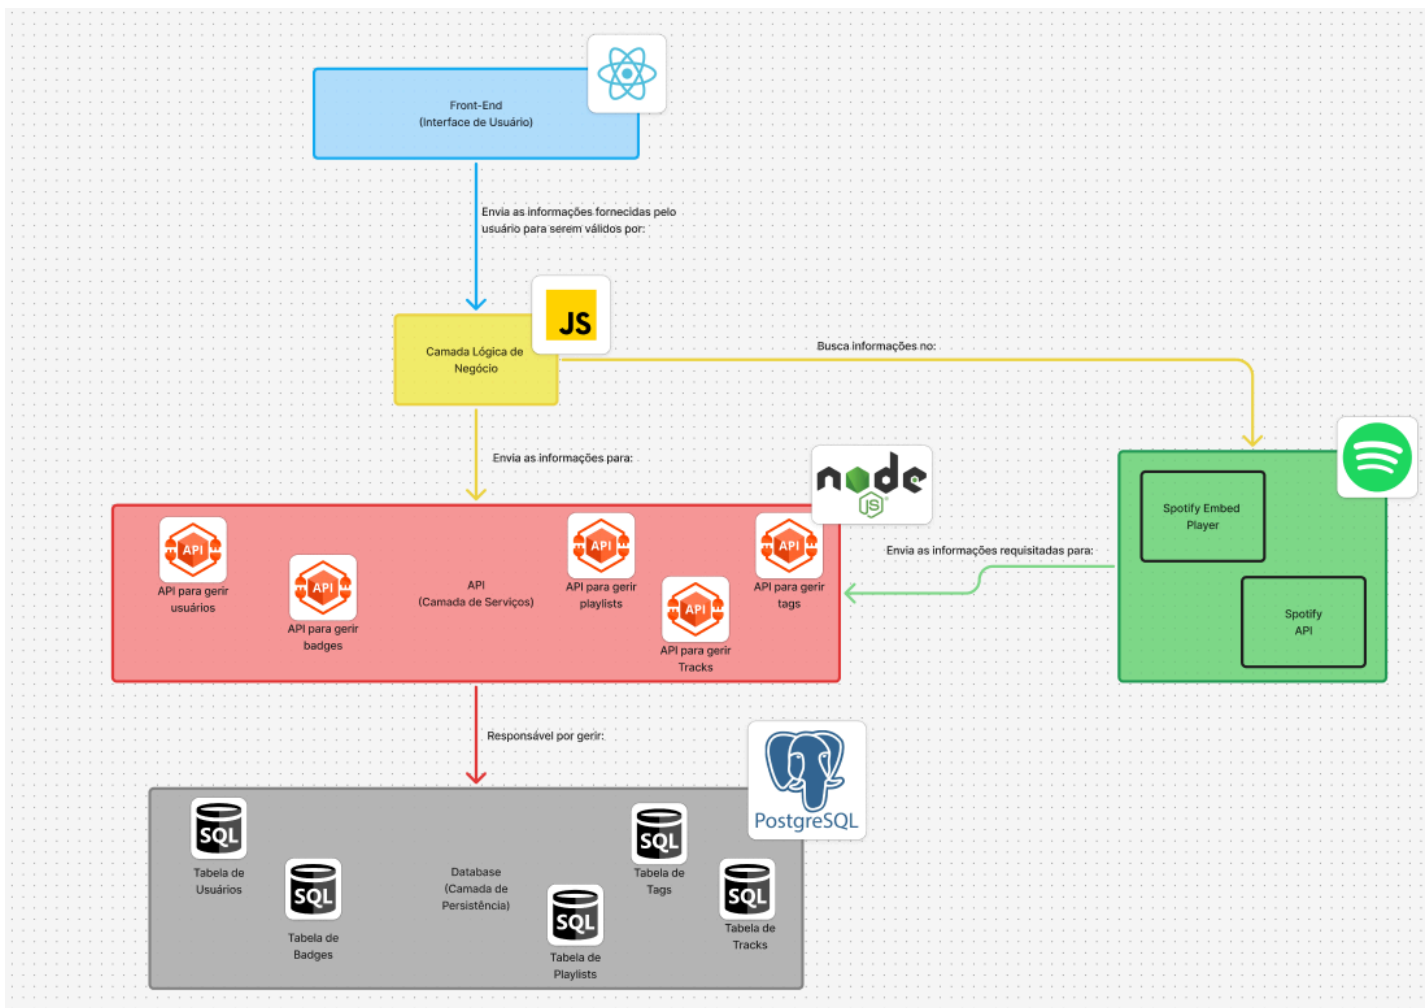 Front-End
(Interface de Usuário)
Envia as informações fornecidas pelo
usuário para serem válidos por:
JS
Camada Lógica de
Negócio
Busca informações no:
Envia as informações para:
node
JS
Spotify Embed
Player
Spotify
API
Envia as informações requisitadas para:
API
API para gerir
usuários
API
API para gerir
badges
API
(Camada de Serviços)
API
API para gerir
playlists
API
API para gerir
Tracks
API
API para gerir
tags
Responsável por gerir:
PostgreSQL
SQL
Tabela de
Usuários
SQL
Tabela de
Badges
Database
(Camada de
Persistência)
SQL
Tabela de
Playlists
SQL
Tabela de
Tags
SQL
Tabela de
Tracks